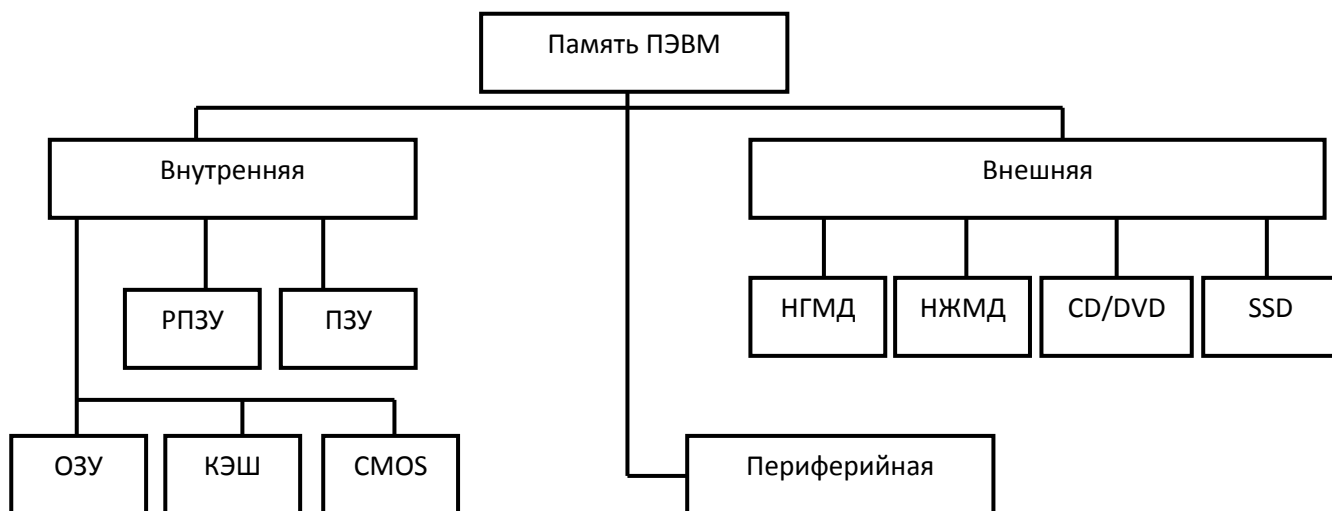 Память ПЭВМ
Внутренняя
Внешняя
РПЗУ
ПЗУ
НГМД
НЖМД
CD/DVD
SSD
ОЗУ
КЭШ
CMOS
Периферийная